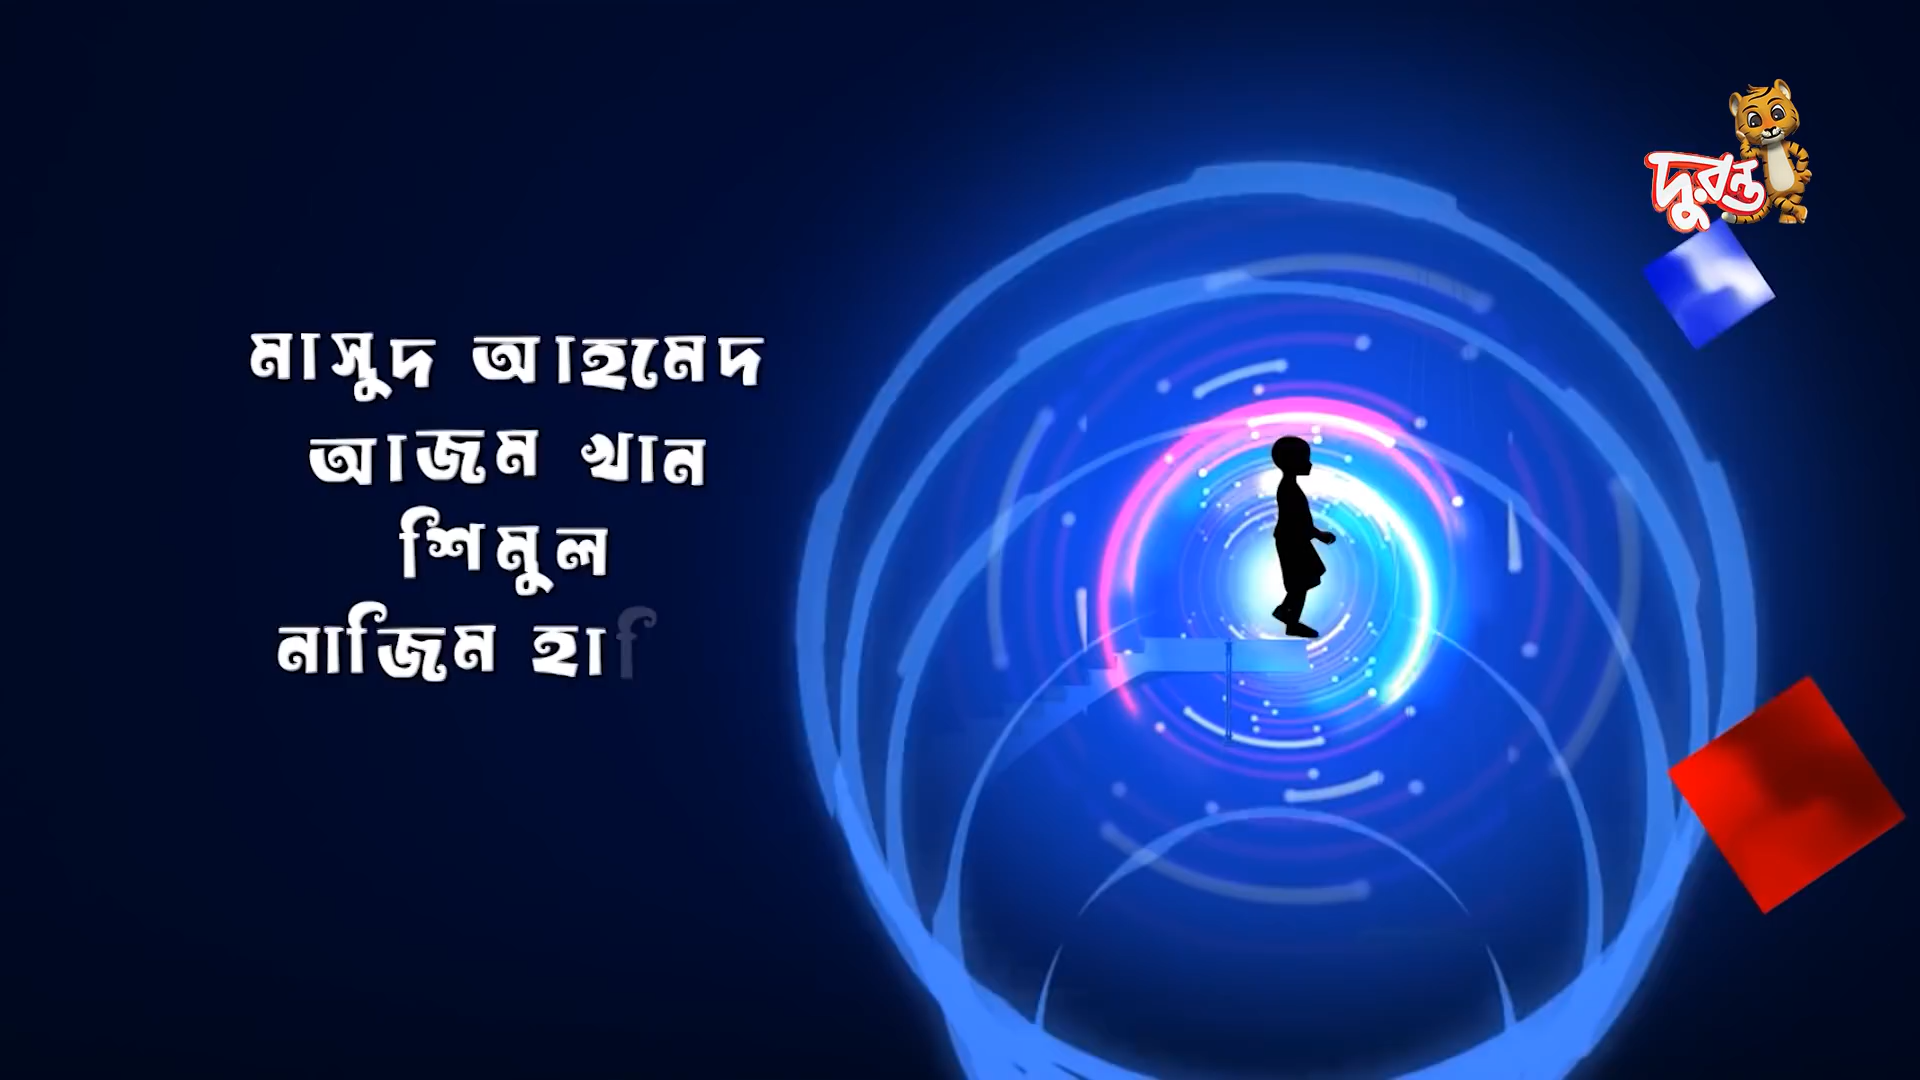 দুরন্ত
মাসুদ আহমেদ
আজম খান
শিমুল
নাজিম